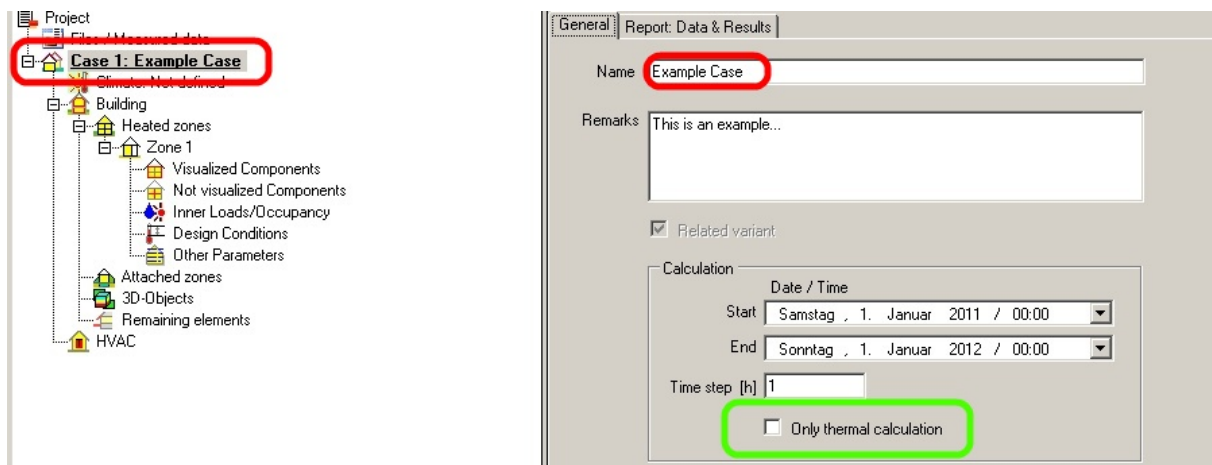 Project
Files / Measured data
Case 1: Example Case
Climate: Not defined
Building
Heated zones
Zone 1
Visualized Components
Not visualized Components
Inner Loads/Occupancy
Design Conditions
Other Parameters
Attached zones
3D-Objects
Remaining elements
HVAC
General Report: Data & Results
Name Example Case
Remarks This is an example...
Related variant
Calculation
Date / Time
Start Samstag , 1. Januar 2011 / 00:00
End Sonntag , 1. Januar 2012 / 00:00
Time step [h] 1
Only thermal calculation